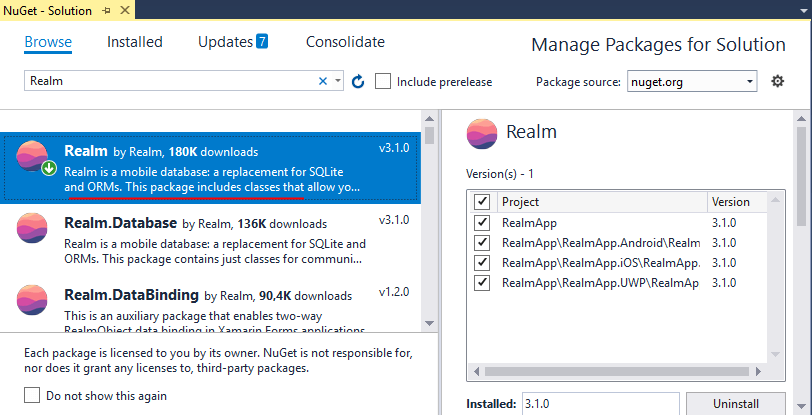 NuGet - Solution
Browse Installed Updates 7 Consolidate
Manage Packages for Solution
Realm
Include prerelease
Package source: nuget.org
Realm by Realm, 180K downloads v3.1.0
Realm is a mobile database: a replacement for SQLite
and ORMs. This package includes classes that allow yo...
Realm.Database by Realm, 136K downloads v3.1.0
Realm is a mobile database: a replacement for SQLite and
ORMs. This package contains just classes for communi...
Realm.DataBinding by Realm, 90,4K downloads v1.2.0
This is an auxiliary package that enables two-way
RealmObject data binding in Xamarin Forms applications
Each package is licensed to you by its owner. NuGet is not responsible for,
nor does it grant any licenses to, third-party packages.
Do not show this again
Realm
Version(s) - 1
Project Version
RealmApp 3.1.0
RealmApp\RealmApp.Android\Realm 3.1.0
RealmApp\RealmApp.iOS\RealmApp. 3.1.0
RealmApp\RealmApp.UWP\RealmAp 3.1.0
Installed: 3.1.0 Uninstall